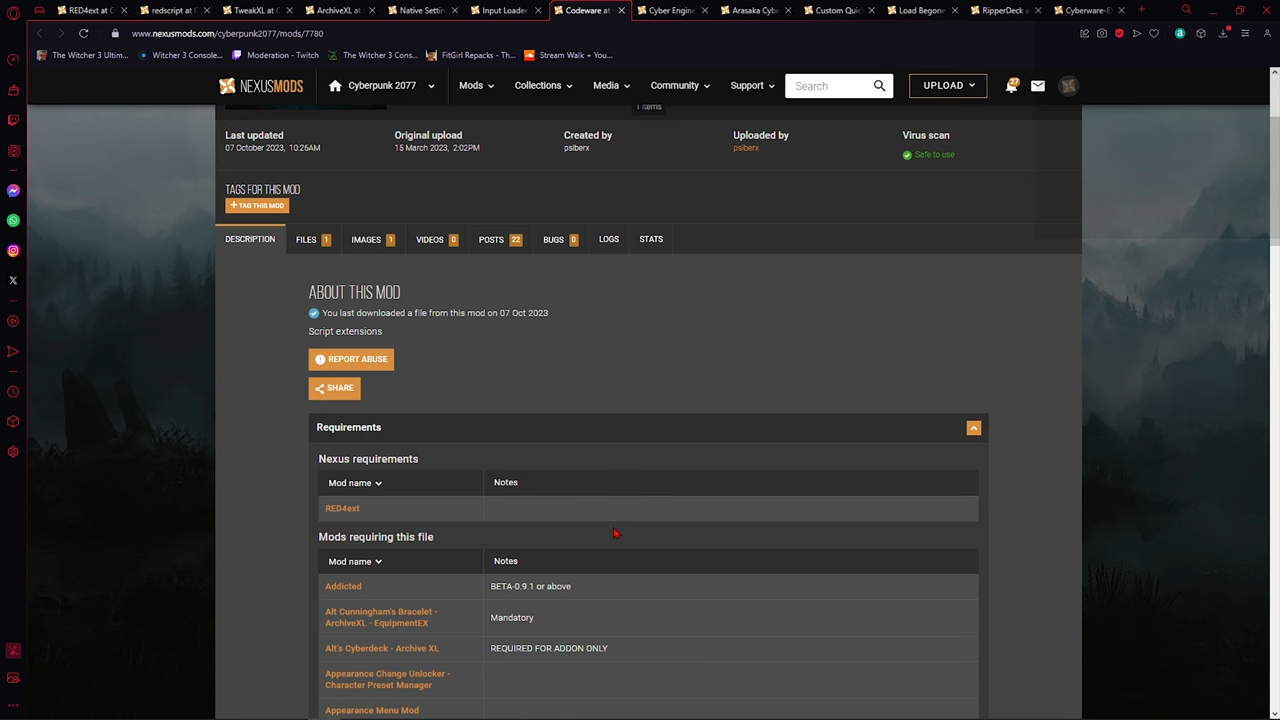 RED4ext at C
redscript at C
TweakXL at C
ArchiveXL at
Native Settin
Input Loader
Codeware at
Cyber Engine
Arasaka Cybe
Custom Quic
Load Begone
RipperDeck a
Cyberware-E
www.nexusmods.com/cyberpunk2077/mods/7780
The Witcher 3 Ultim...
Witcher 3 Console...
Moderation - Twitch
The Witcher 3 Cons...
FitGirl Repacks - Th...
Stream Walk + You...
NEXUSMODS
Cyberpunk 2077
Mods
Collections
Media
Community
Support
Search
UPLOAD
27
1 items
Last updated
Original upload
Created by
Uploaded by
Virus scan
07 October 2023, 10:26AM
15 March 2023, 2:02PM
psiberx
psiberx
Safe to use
TAGS FOR THIS MOD
+ TAG THIS MOD
DESCRIPTION
FILES 1
IMAGES 1
VIDEOS 0
POSTS 22
BUGS 0
LOGS
STATS
ABOUT THIS MOD
You last downloaded a file from this mod on 07 Oct 2023
Script extensions
REPORT ABUSE
SHARE
Requirements
Nexus requirements
Mod name
Notes
RED4ext
Mods requiring this file
Mod name
Notes
Addicted
BETA-0.9.1 or above
Alt Cunningham's Bracelet -
ArchiveXL - EquipmentEX
Mandatory
Alt's Cyberdeck - Archive XL
REQUIRED FOR ADDON ONLY
Appearance Change Unlocker -
Character Preset Manager
Appearance Menu Mod